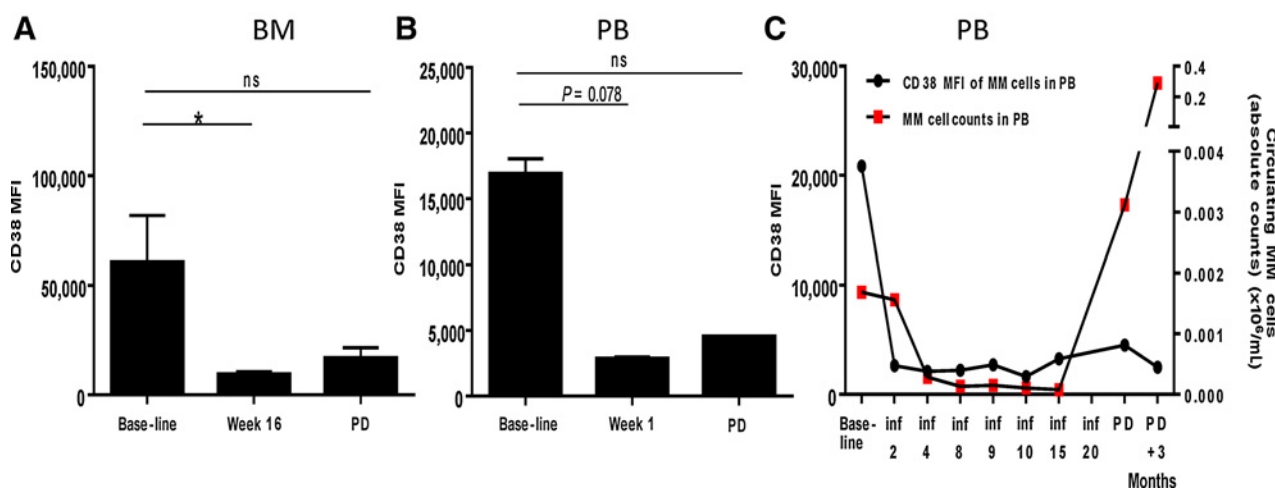 A
BM
150,000
100,000
50,000
0
CD38 MFI
ns
*
Base-line
Week 16
PD
B
PB
25,000
20,000
15,000
10,000
5,000
0
CD38 MFI
ns
P = 0.078
Base-line
Week 1
PD
C
PB
30,000
20,000
10,000
0
CD38 MFI
CD38 MFI of MM cells in PB
MM cell counts in PB
0.4
0.2
0.004
0.003
0.002
0.001
0.000
Circulating MM cells
(absolute counts) (x10⁶/mL)
Base-
line
inf
2
inf
4
inf
8
inf
9
inf
10
inf
15
inf
20
PD
PD
+3
Months